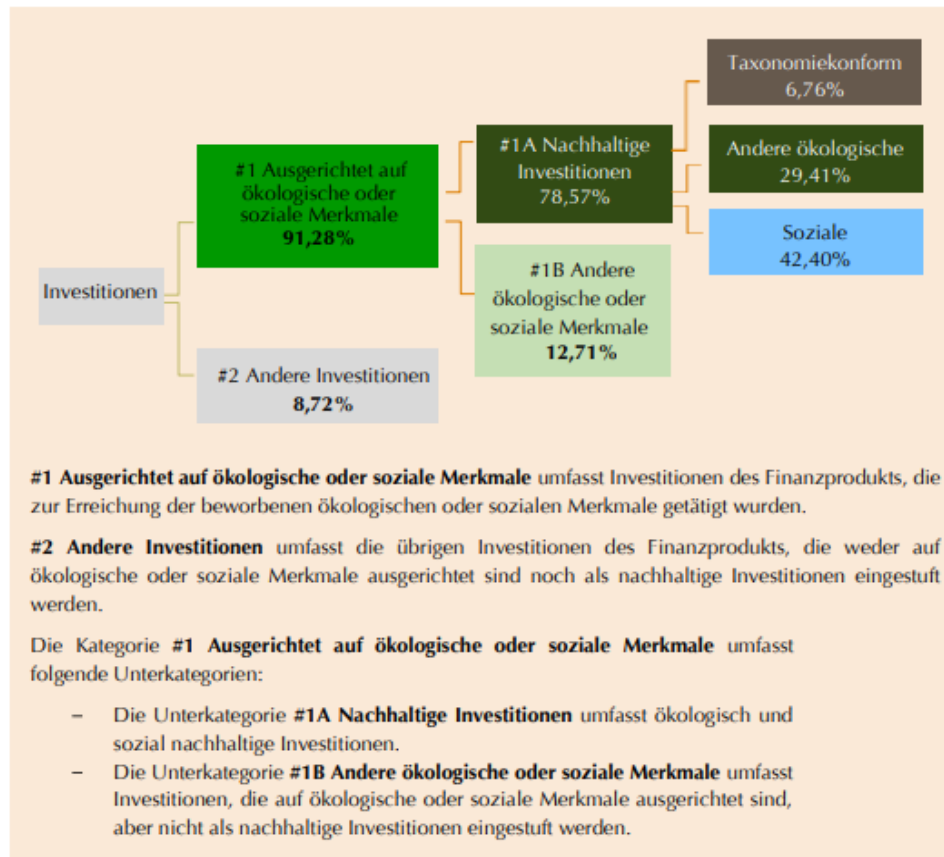 Taxonomiekonform
6,76%
#1A Nachhaltige
Investitionen
78,57%
Andere ökologische
29,41%
#1 Ausgerichtet auf
ökologische oder
soziale Merkmale
91,28%
Soziale
42,40%
#1B Andere
ökologische oder
soziale Merkmale
12,71%
Investitionen
#2 Andere Investitionen
8,72%
#1 Ausgerichtet auf ökologische oder soziale Merkmale umfasst Investitionen des Finanzprodukts, die
zur Erreichung der beworbenen ökologischen oder sozialen Merkmale getätigt wurden.
#2 Andere Investitionen umfasst die übrigen Investitionen des Finanzprodukts, die weder auf
ökologische oder soziale Merkmale ausgerichtet sind noch als nachhaltige Investitionen eingestuft
werden.
Die Kategorie #1 Ausgerichtet auf ökologische oder soziale Merkmale umfasst
folgende Unterkategorien:
– Die Unterkategorie #1A Nachhaltige Investitionen umfasst ökologisch und
sozial nachhaltige Investitionen.
– Die Unterkategorie #1B Andere ökologische oder soziale Merkmale umfasst
Investitionen, die auf ökologische oder soziale Merkmale ausgerichtet sind,
aber nicht als nachhaltige Investitionen eingestuft werden.